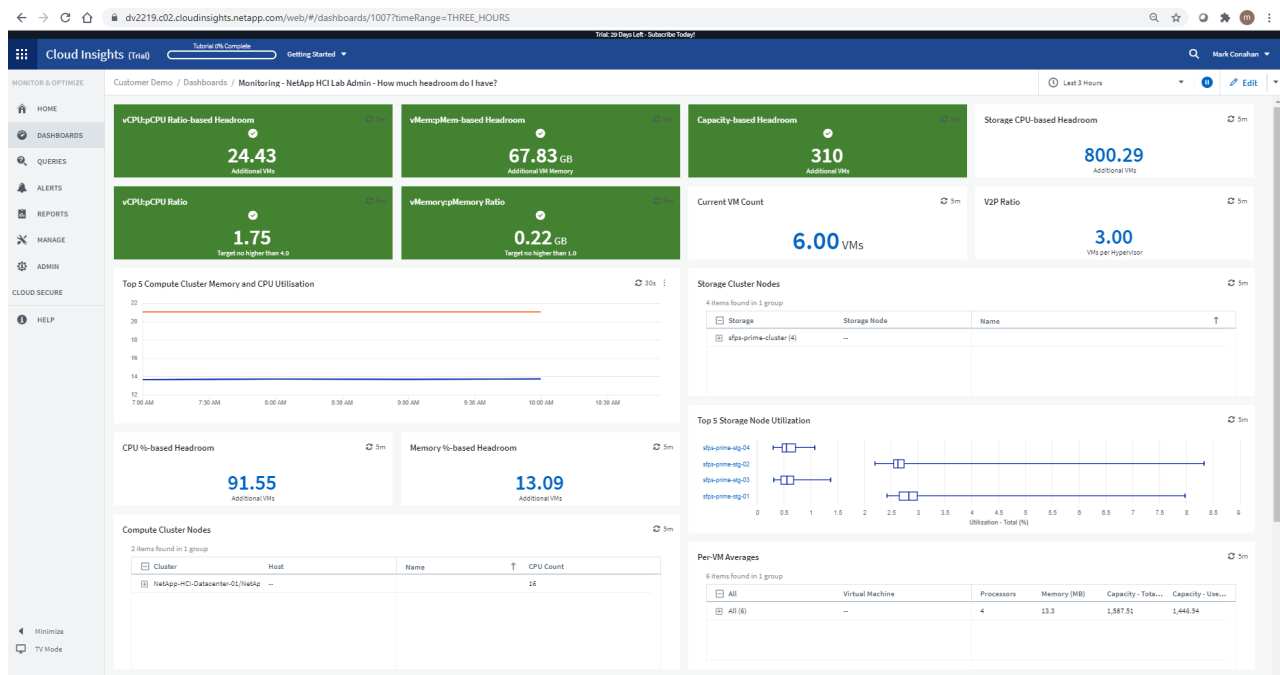 dv2219.c02.cloudinsights.netapp.com/web/#/dashboards/1007?timeRange=THREE_HOURS
m
Trial: 29 Days Left - Subscribe Today!
Cloud Insights (Trial)
Tutorial 0% Complete
Getting Started
Mark Conahan
MONITOR & OPTIMIZE
HOME
DASHBOARDS
QUERIES
ALERTS
REPORTS
MANAGE
ADMIN
CLOUD SECURE
HELP
Minimize
TV Mode
Customer Demo / Dashboards / Monitoring - NetApp HCI Lab Admin - How much headroom do I have?
Last 3 Hours
Edit
vCPU:pCPU Ratio-based Headroom
5m
24.43
Additional VMs
vMem:pMem-based Headroom
5m
67.83 GB
Additional VM Memory
Capacity-based Headroom
5m
310
Additional VMs
Storage CPU-based Headroom
5m
800.29
Additional VMs
vCPU:pCPU Ratio
5m
1.75
Target no higher than 4.0
vMemory:pMemory Ratio
5m
0.22 GB
Target no higher than 1.0
Current VM Count
5m
6.00 VMs
V2P Ratio
5m
3.00
VMs per Hypervisor
Top 5 Compute Cluster Memory and CPU Utilisation
30s
22
20
18
16
14
12
7:00 AM 7:30 AM 8:00 AM 8:30 AM 9:00 AM 9:30 AM 10:00 AM 10:30 AM
Storage Cluster Nodes
5m
4 items found in 1 group
Storage Storage Node Name
sfps-prime-cluster (4) --
Top 5 Storage Node Utilization
5m
sfps-prime-stg-04
sfps-prime-stg-02
sfps-prime-stg-03
sfps-prime-stg-01
0 0.5 1 1.5 2 2.5 3 3.5 4 4.5 5 5.5 6 6.5 7 7.5 8 8.5 9
Utilization - Total (%)
CPU %-based Headroom
5m
91.55
Additional VMs
Memory %-based Headroom
5m
13.09
Additional VMs
Compute Cluster Nodes
5m
2 items found in 1 group
Cluster Host Name CPU Count
NetApp-HCI-Datacenter-01/NetAp -- 16
Per-VM Averages
5m
6 items found in 1 group
All Virtual Machine Processors Memory (MB) Capacity - Tota... Capacity - Use...
All (6) -- 4 13.3 1,587.51 1,446.54